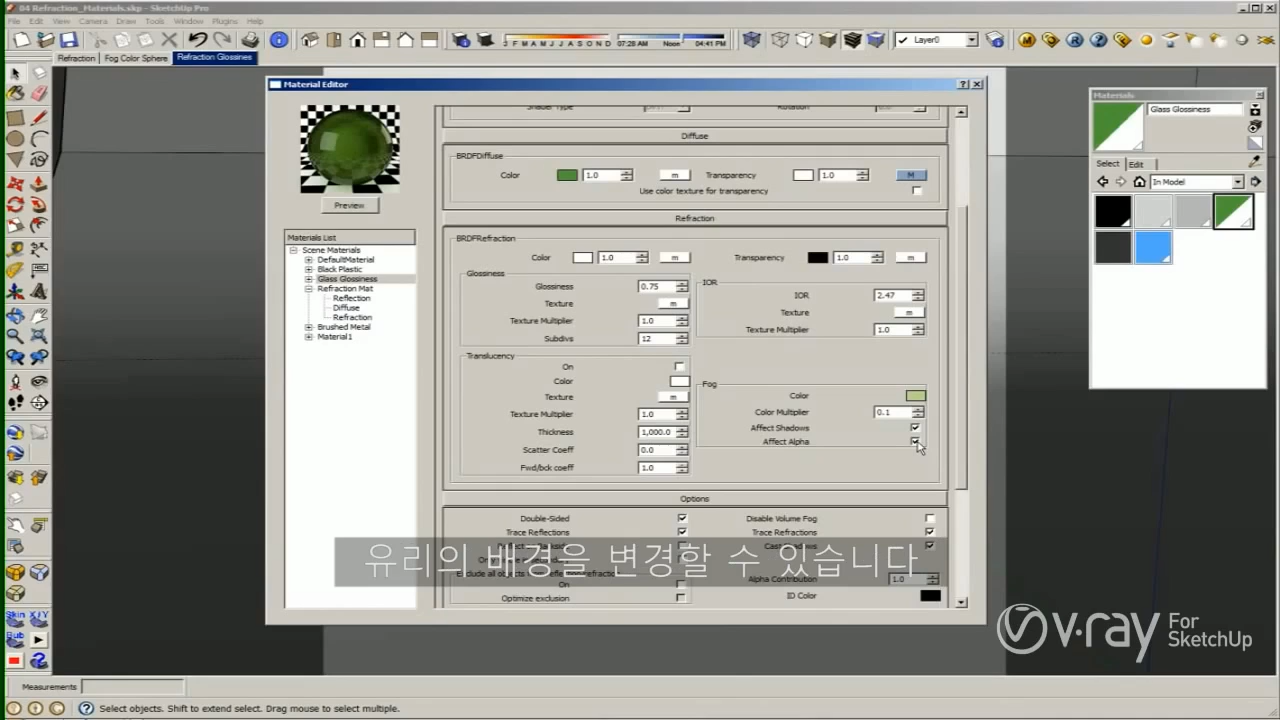 04 Refraction_Materials.skp - SketchUp Pro
File Edit View Camera Draw Tools Window Plugins Help
J F M A M J J A S O N D 07:28 AM Noon 04:41 PM Layer0
Refraction Fog Color Sphere Refraction Glossines
Material Editor
Preview
Materials List
Scene Materials
DefaultMaterial
Black Plastic
Glass Glossiness
Refraction Mat
Reflection
Diffuse
Refraction
Brushed Metal
Material1
Diffuse
BRDFDiffuse
Color 1.0 m Transparency 1.0 M
Use color texture for transparency
Refraction
BRDFRefraction
Color 1.0 m Transparency 1.0 m
Glossiness
Glossiness 0.75
Texture m
Texture Multiplier 1.0
Subdivs 12
IOR
IOR 2.47
Texture m
Texture Multiplier 1.0
Translucency
On
Color
Texture m
Texture Multiplier 1.0
Thickness 1,000.0
Scatter Coeff 0.0
Fwd/bck coeff 1.0
Fog
Color
Color Multiplier 0.1
Affect Shadows
Affect Alpha
Options
Double-Sided Disable Volume Fog
Trace Reflections Trace Refractions
유리의 배경을 변경할 수 있습니다
On Alpha Contribution 1.0
Optimize exclusion ID Color
Materials
Glass Glossiness
Select Edit
In Model
v·ray For SketchUp
Measurements
Select objects. Shift to extend select. Drag mouse to select multiple.